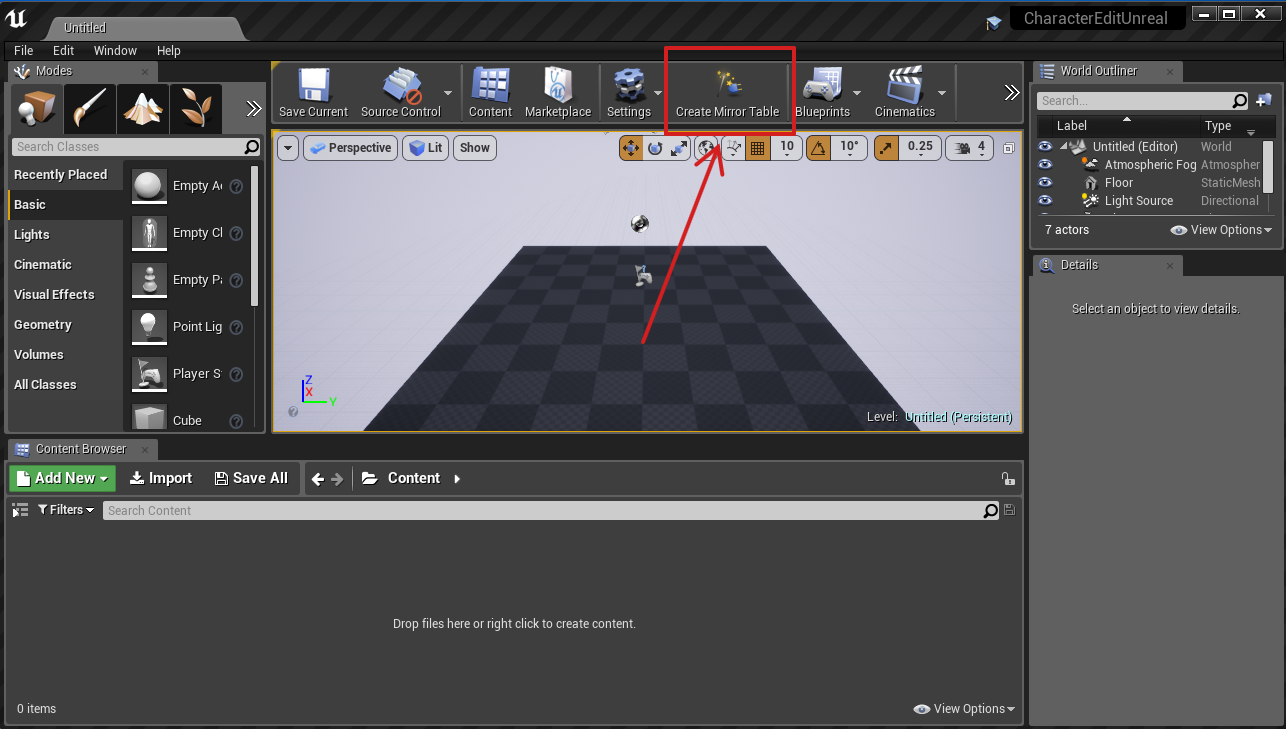 Untitled
CharacterEditUnreal
File Edit Window Help
Modes
Search Classes
Recently Placed
Basic
Lights
Cinematic
Visual Effects
Geometry
Volumes
All Classes
Empty
Empty
Empty
Point Lig
Player S
Cube
Save Current
Source Control
Content
Marketplace
Settings
Create Mirror Table
Blueprints
Cinematics
Perspective
Lit
Show
10
10°
0.25
4
Z
X
Y
Level: Untitled (Persistent)
World Outliner
Search...
Label Type
Untitled (Editor) World
Atmospheric Fog Atmospher
Floor StaticMesh
Light Source Directional
7 actors
View Options
Details
Select an object to view details.
Content Browser
Add New
Import
Save All
Content
Filters
Search Content
Drop files here or right click to create content.
0 items
View Options